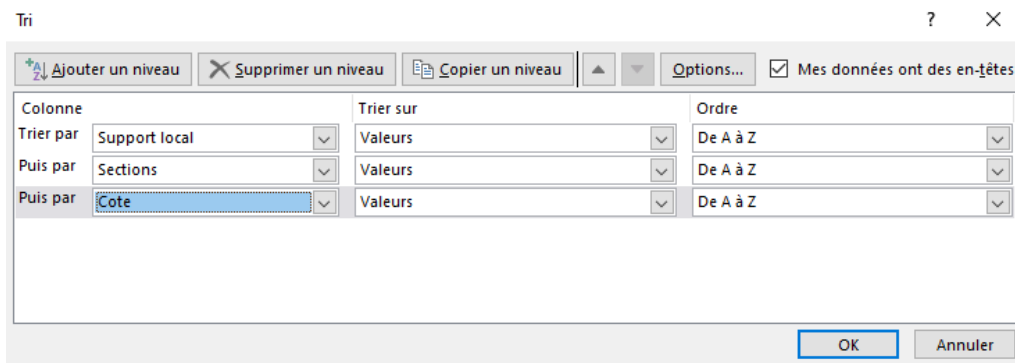 Tri ? ×
Ajouter un niveau Supprimer un niveau Copier un niveau Options... Mes données ont des en-têtes
Colonne Trier sur Ordre
Trier par Support local Valeurs De A à Z
Puis par Sections Valeurs De A à Z
Puis par Cote Valeurs De A à Z
OK Annuler